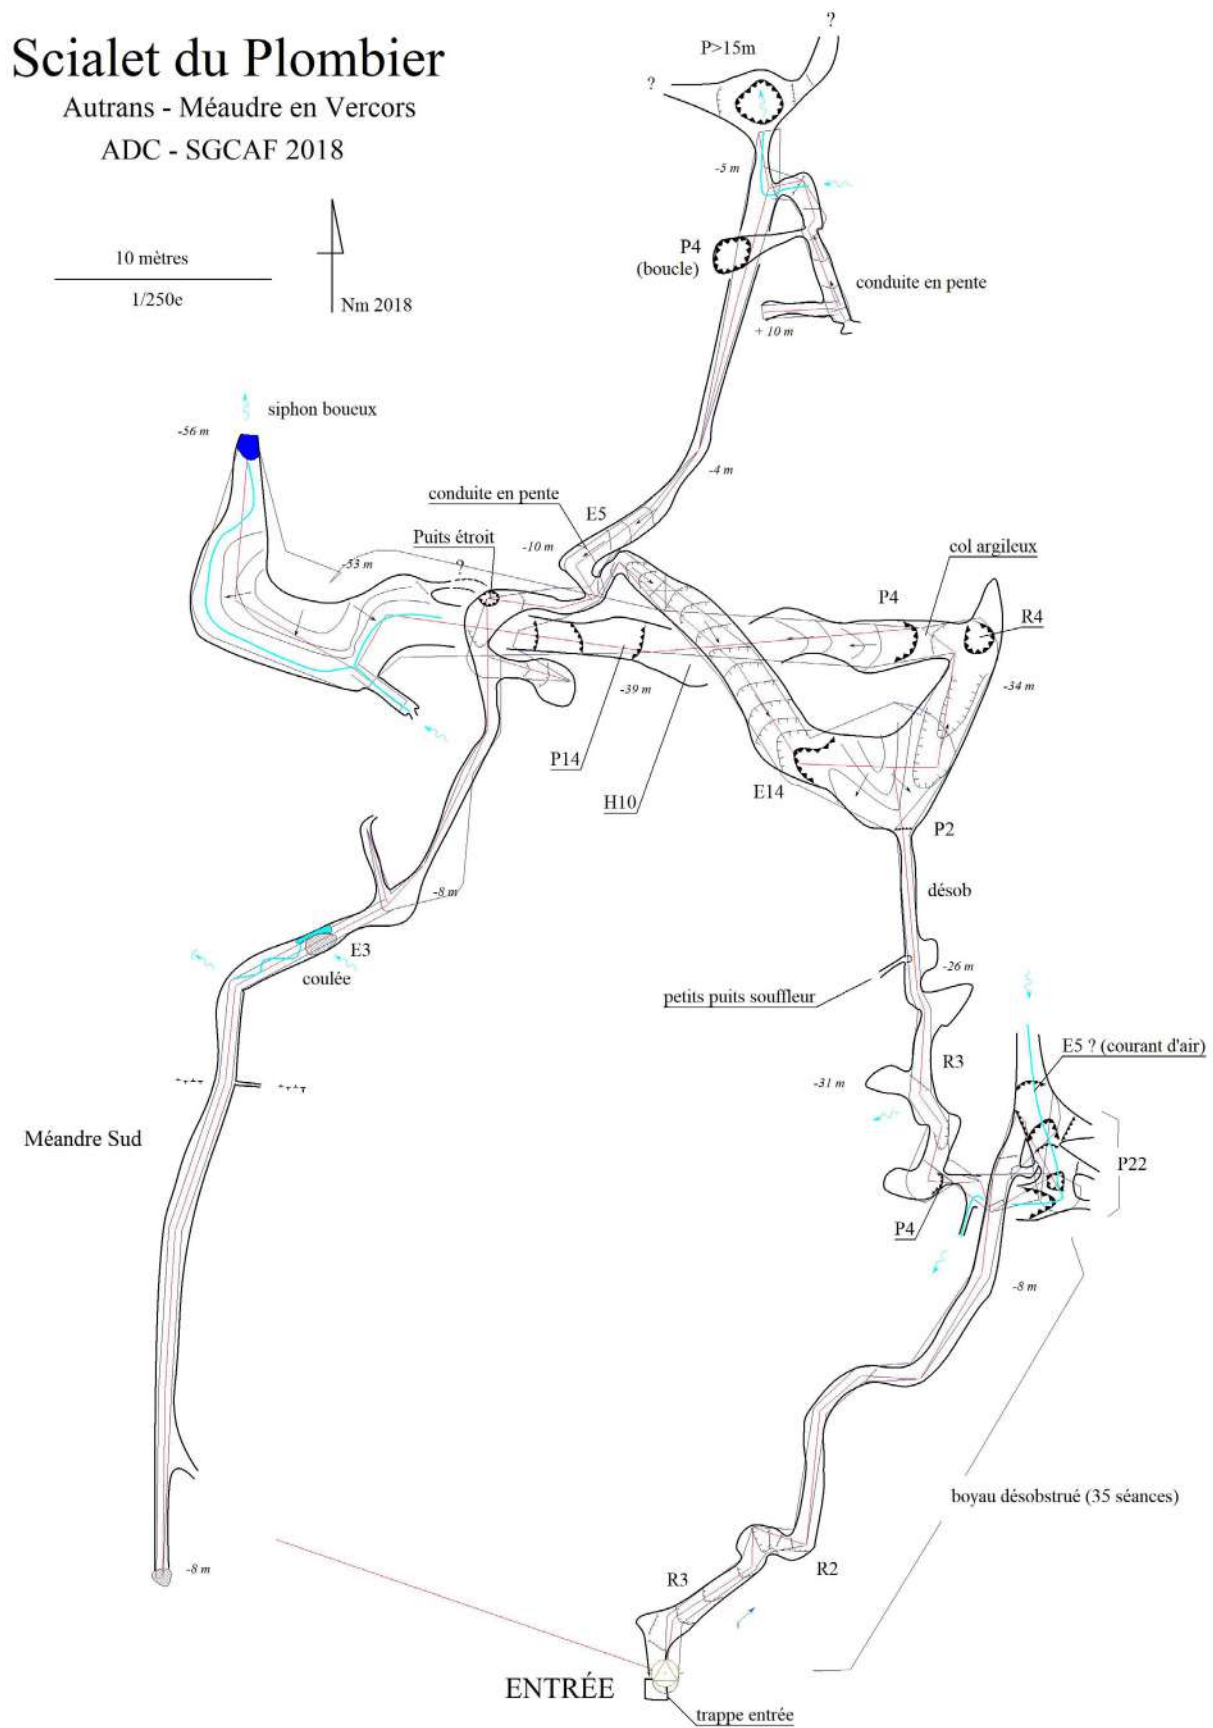 Scialet du Plombier
Autrans - Méaudre en Vercors
ADC - SGCAF 2018
10 mètres
1/250e
Nm 2018
?
P>15m
?
-5 m
P4
(boucle)
conduite en pente
+ 10 m
siphon boueux
-56 m
-4 m
conduite en pente
E5
Puits étroit
-10 m
-53 m
?
col argileux
P4
R4
-39 m
-34 m
P14
E14
H10
P2
désob
-8 m
E3
coulée
-26 m
petits puits souffleur
E5 ? (courant d'air)
R3
-31 m
Méandre Sud
P22
P4
-8 m
boyau désobstrué (35 séances)
-8 m
R3
R2
ENTRÉE
trappe entrée